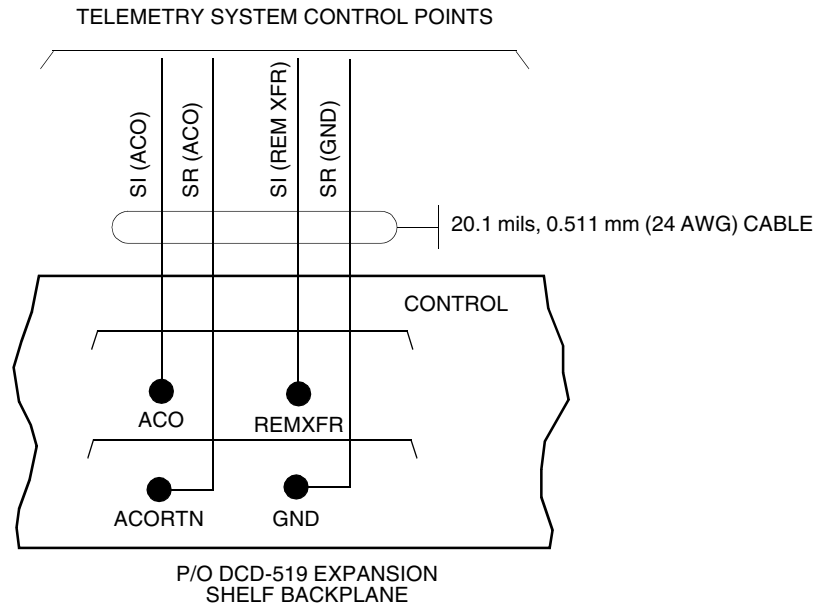 TELEMETRY SYSTEM CONTROL POINTS
SI (ACO)
SR (ACO)
SI (REM XFR)
SR (GND)
20.1 mils, 0.511 mm (24 AWG) CABLE
CONTROL
ACO
REMXFR
ACORTN
GND
P/O DCD-519 EXPANSION
SHELF BACKPLANE